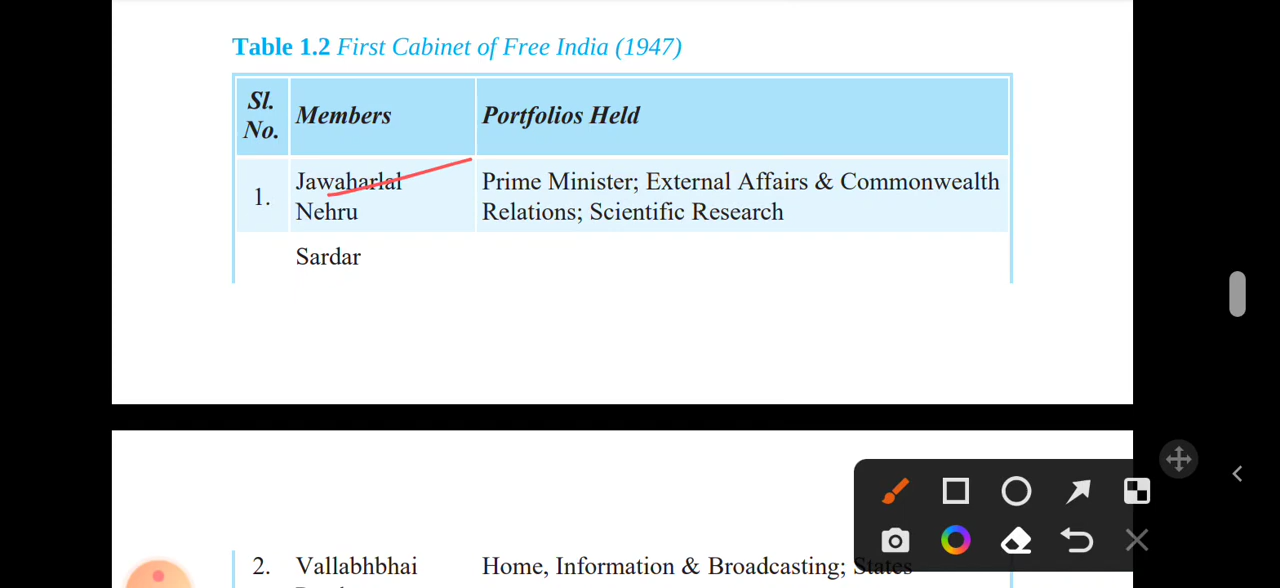 Table 1.2 First Cabinet of Free India (1947)
Sl. No. Members Portfolios Held
1. Jawaharlal Nehru Prime Minister; External Affairs & Commonwealth
Relations; Scientific Research
Sardar
2. Vallabhbhai Home, Information & Broadcasting; States